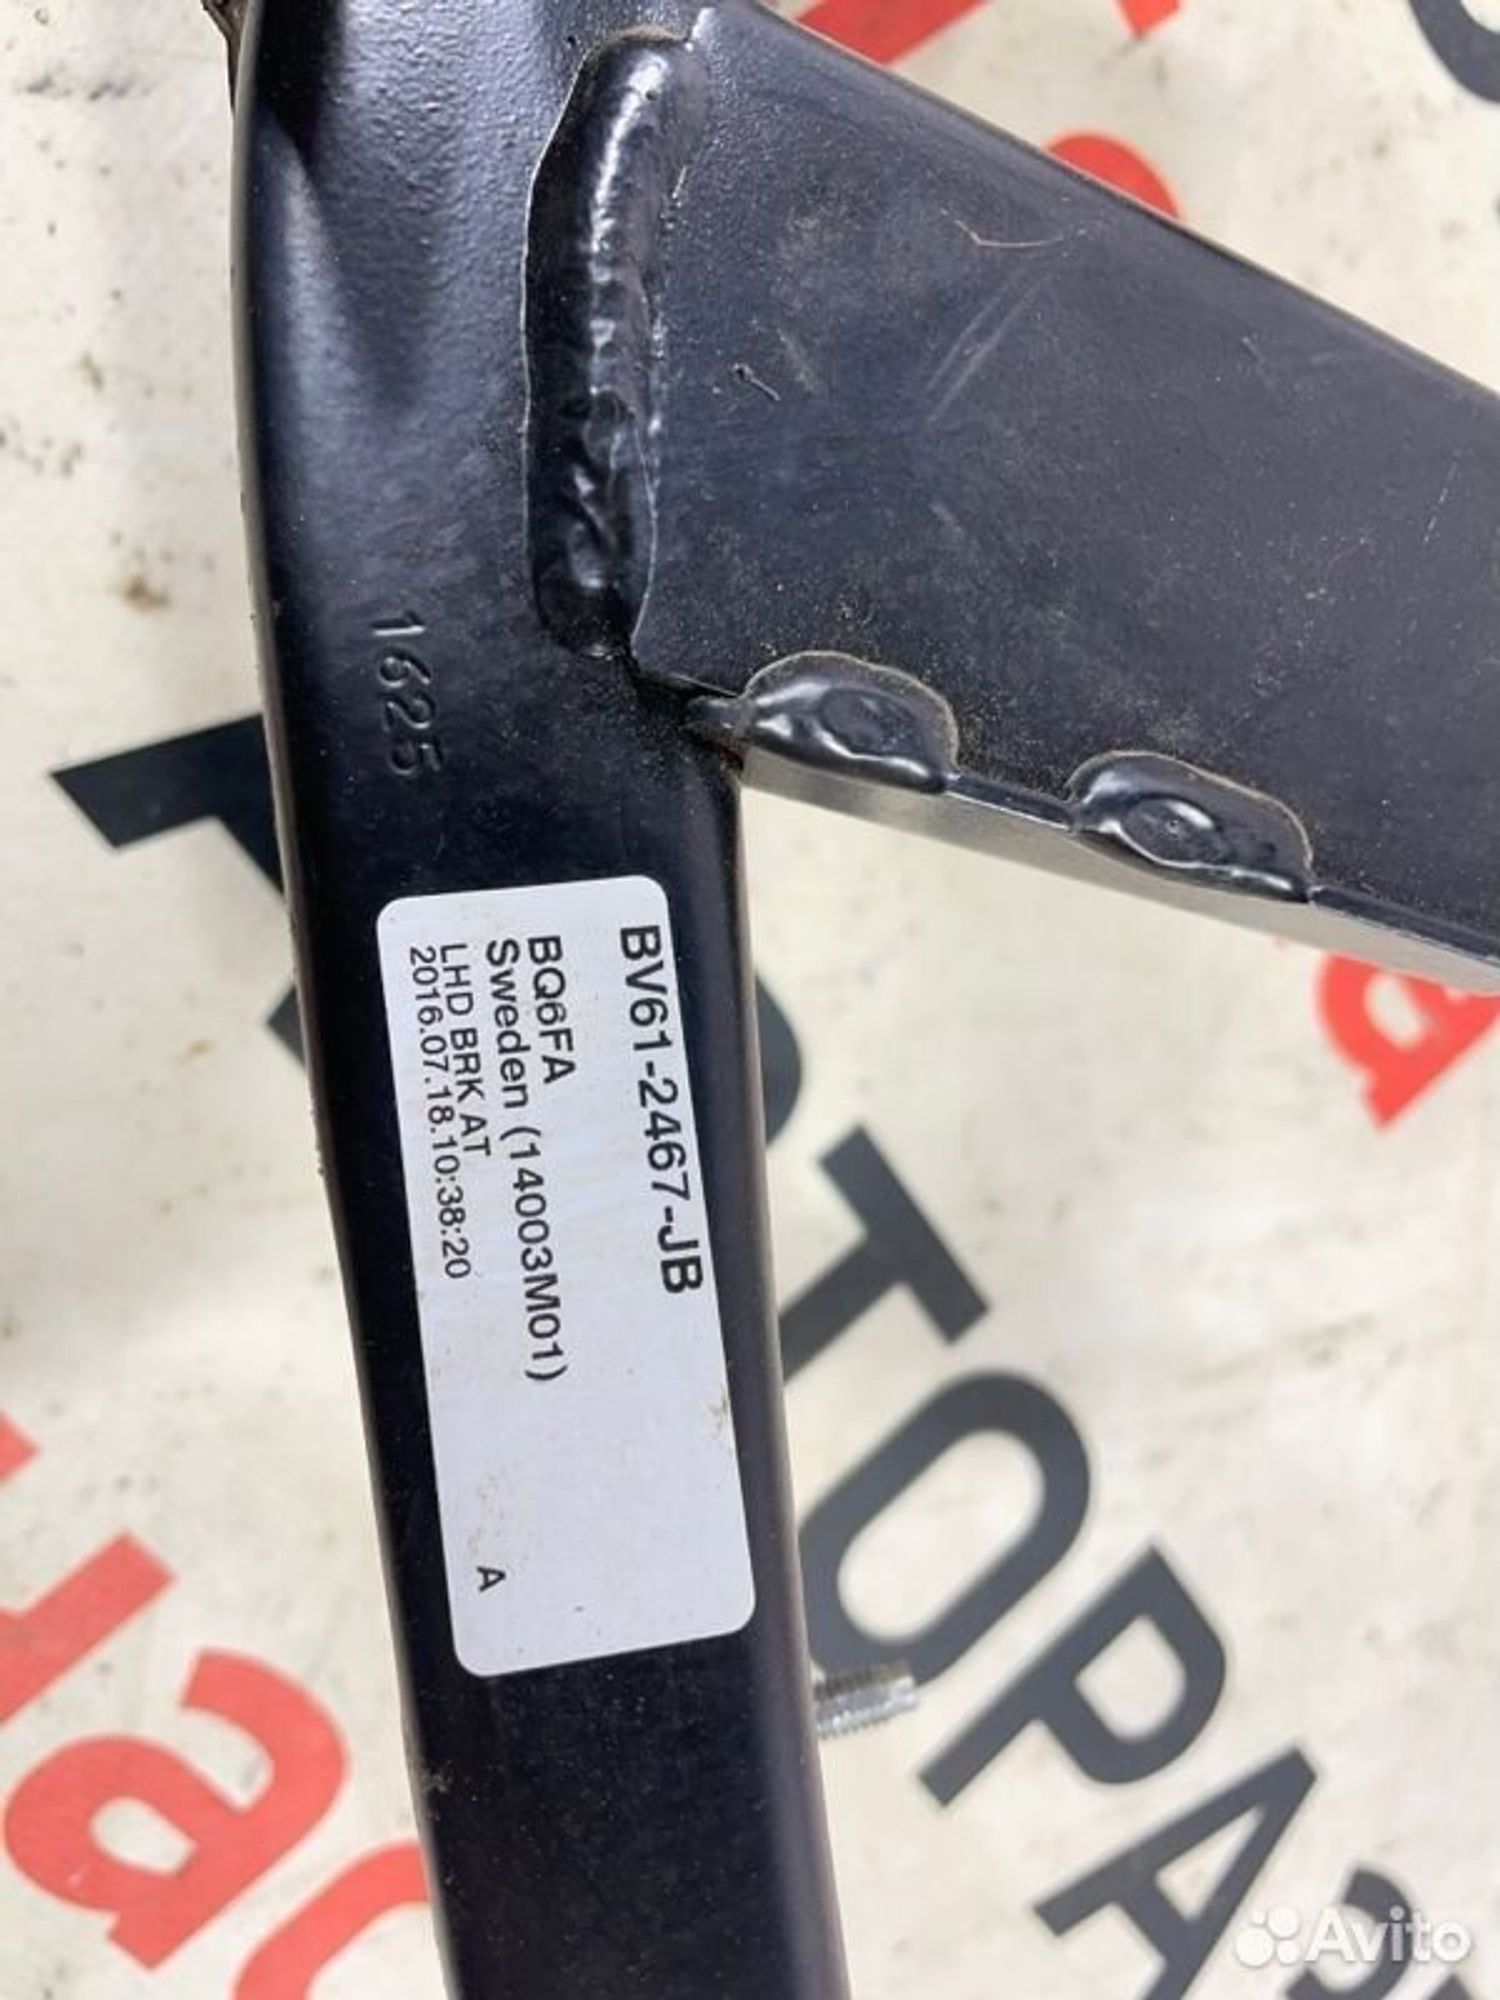 1625
BV61-2467-JB
BQ6FA
Sweden (14003M01)
LHD BRK AT
2016.07.18.10:38:20
A
Avito